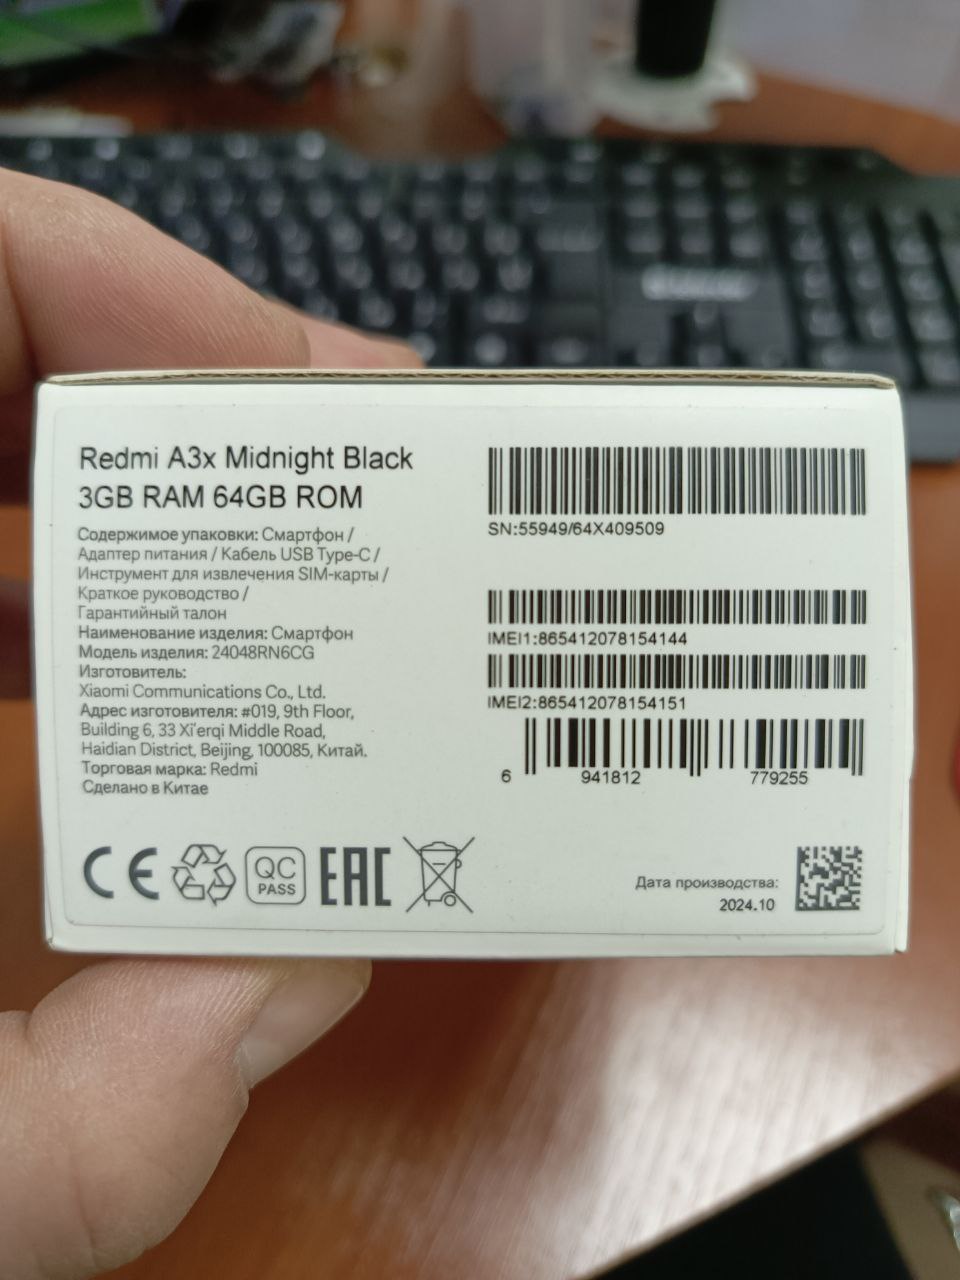 Redmi A3x Midnight Black
3GB RAM 64GB ROM
Содержимое упаковки: Смартфон /
Адаптер питания / Кабель USB Type-C /
Инструмент для извлечения SIM-карты /
Краткое руководство /
Гарантийный талон
Наименование изделия: Смартфон
Модель изделия: 24048RN6CG
Изготовитель:
Xiaomi Communications Co., Ltd.
Адрес изготовителя: #019, 9th Floor,
Building 6, 33 Xi'erqi Middle Road,
Haidian District, Beijing, 100085, Китай.
Торговая марка: Redmi
Сделано в Китае
CE
QC
PASS
EAC
SN:55949/64X409509
IMEI1:865412078154144
IMEI2:865412078154151
6 941812 779255
Дата производства:
2024.10